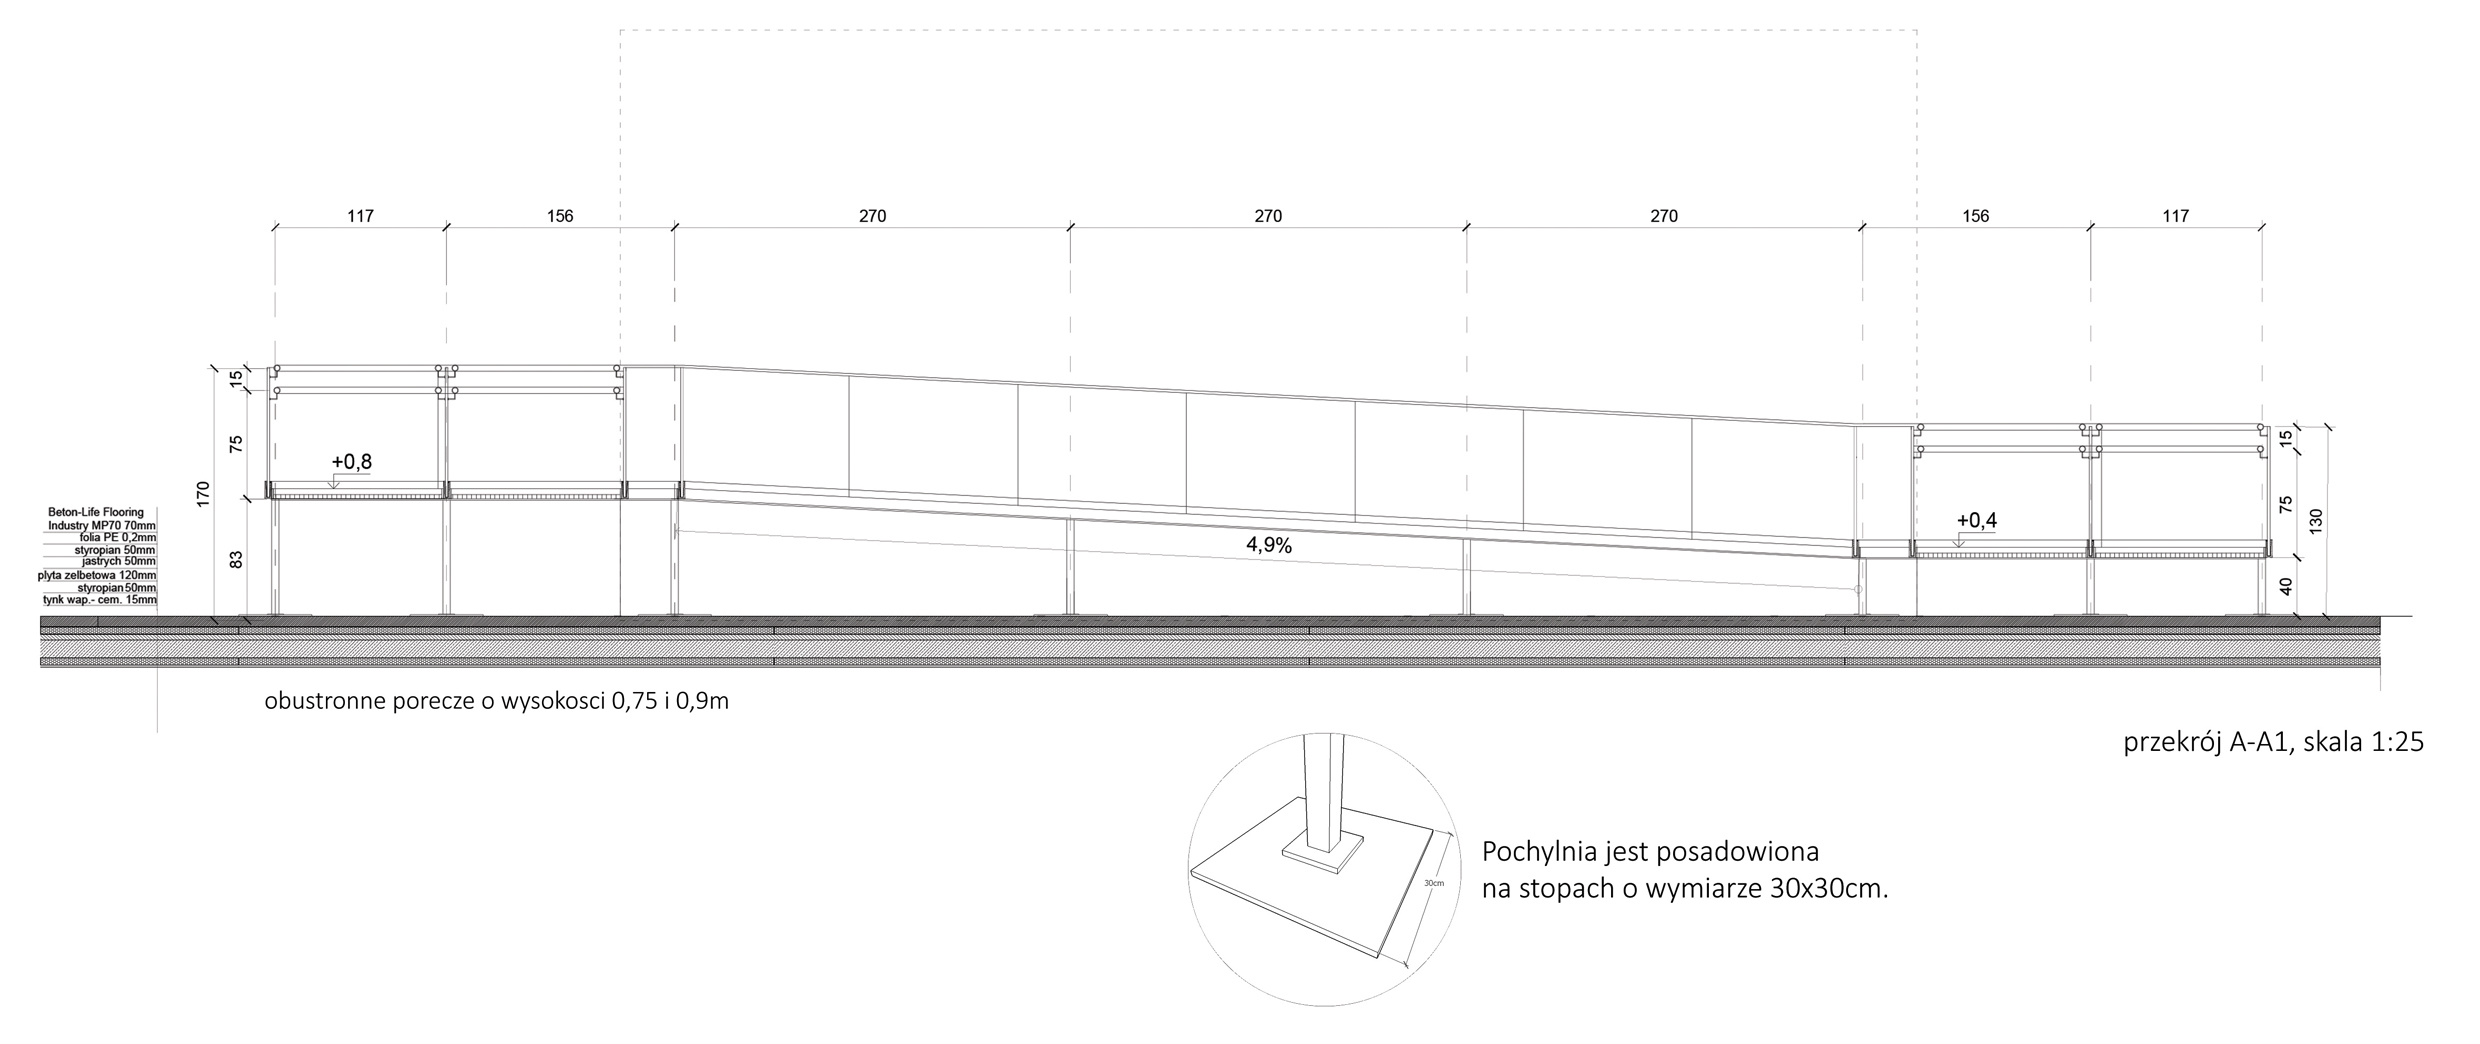 117 156 270 270 270 156 117
15
75
170
83
+0,8
4,9%
+0,4
15
75
130
40
Beton-Life Flooring
Industry MP70 70mm
folia PE 0,2mm
styropian 50mm
jastrych 50mm
plyta zelbetowa 120mm
styropian50mm
tynk wap.- cem. 15mm
obustronne porecze o wysokosci 0,75 i 0,9m
przekrój A-A1, skala 1:25
30cm
Pochylnia jest posadowiona
na stopach o wymiarze 30x30cm.